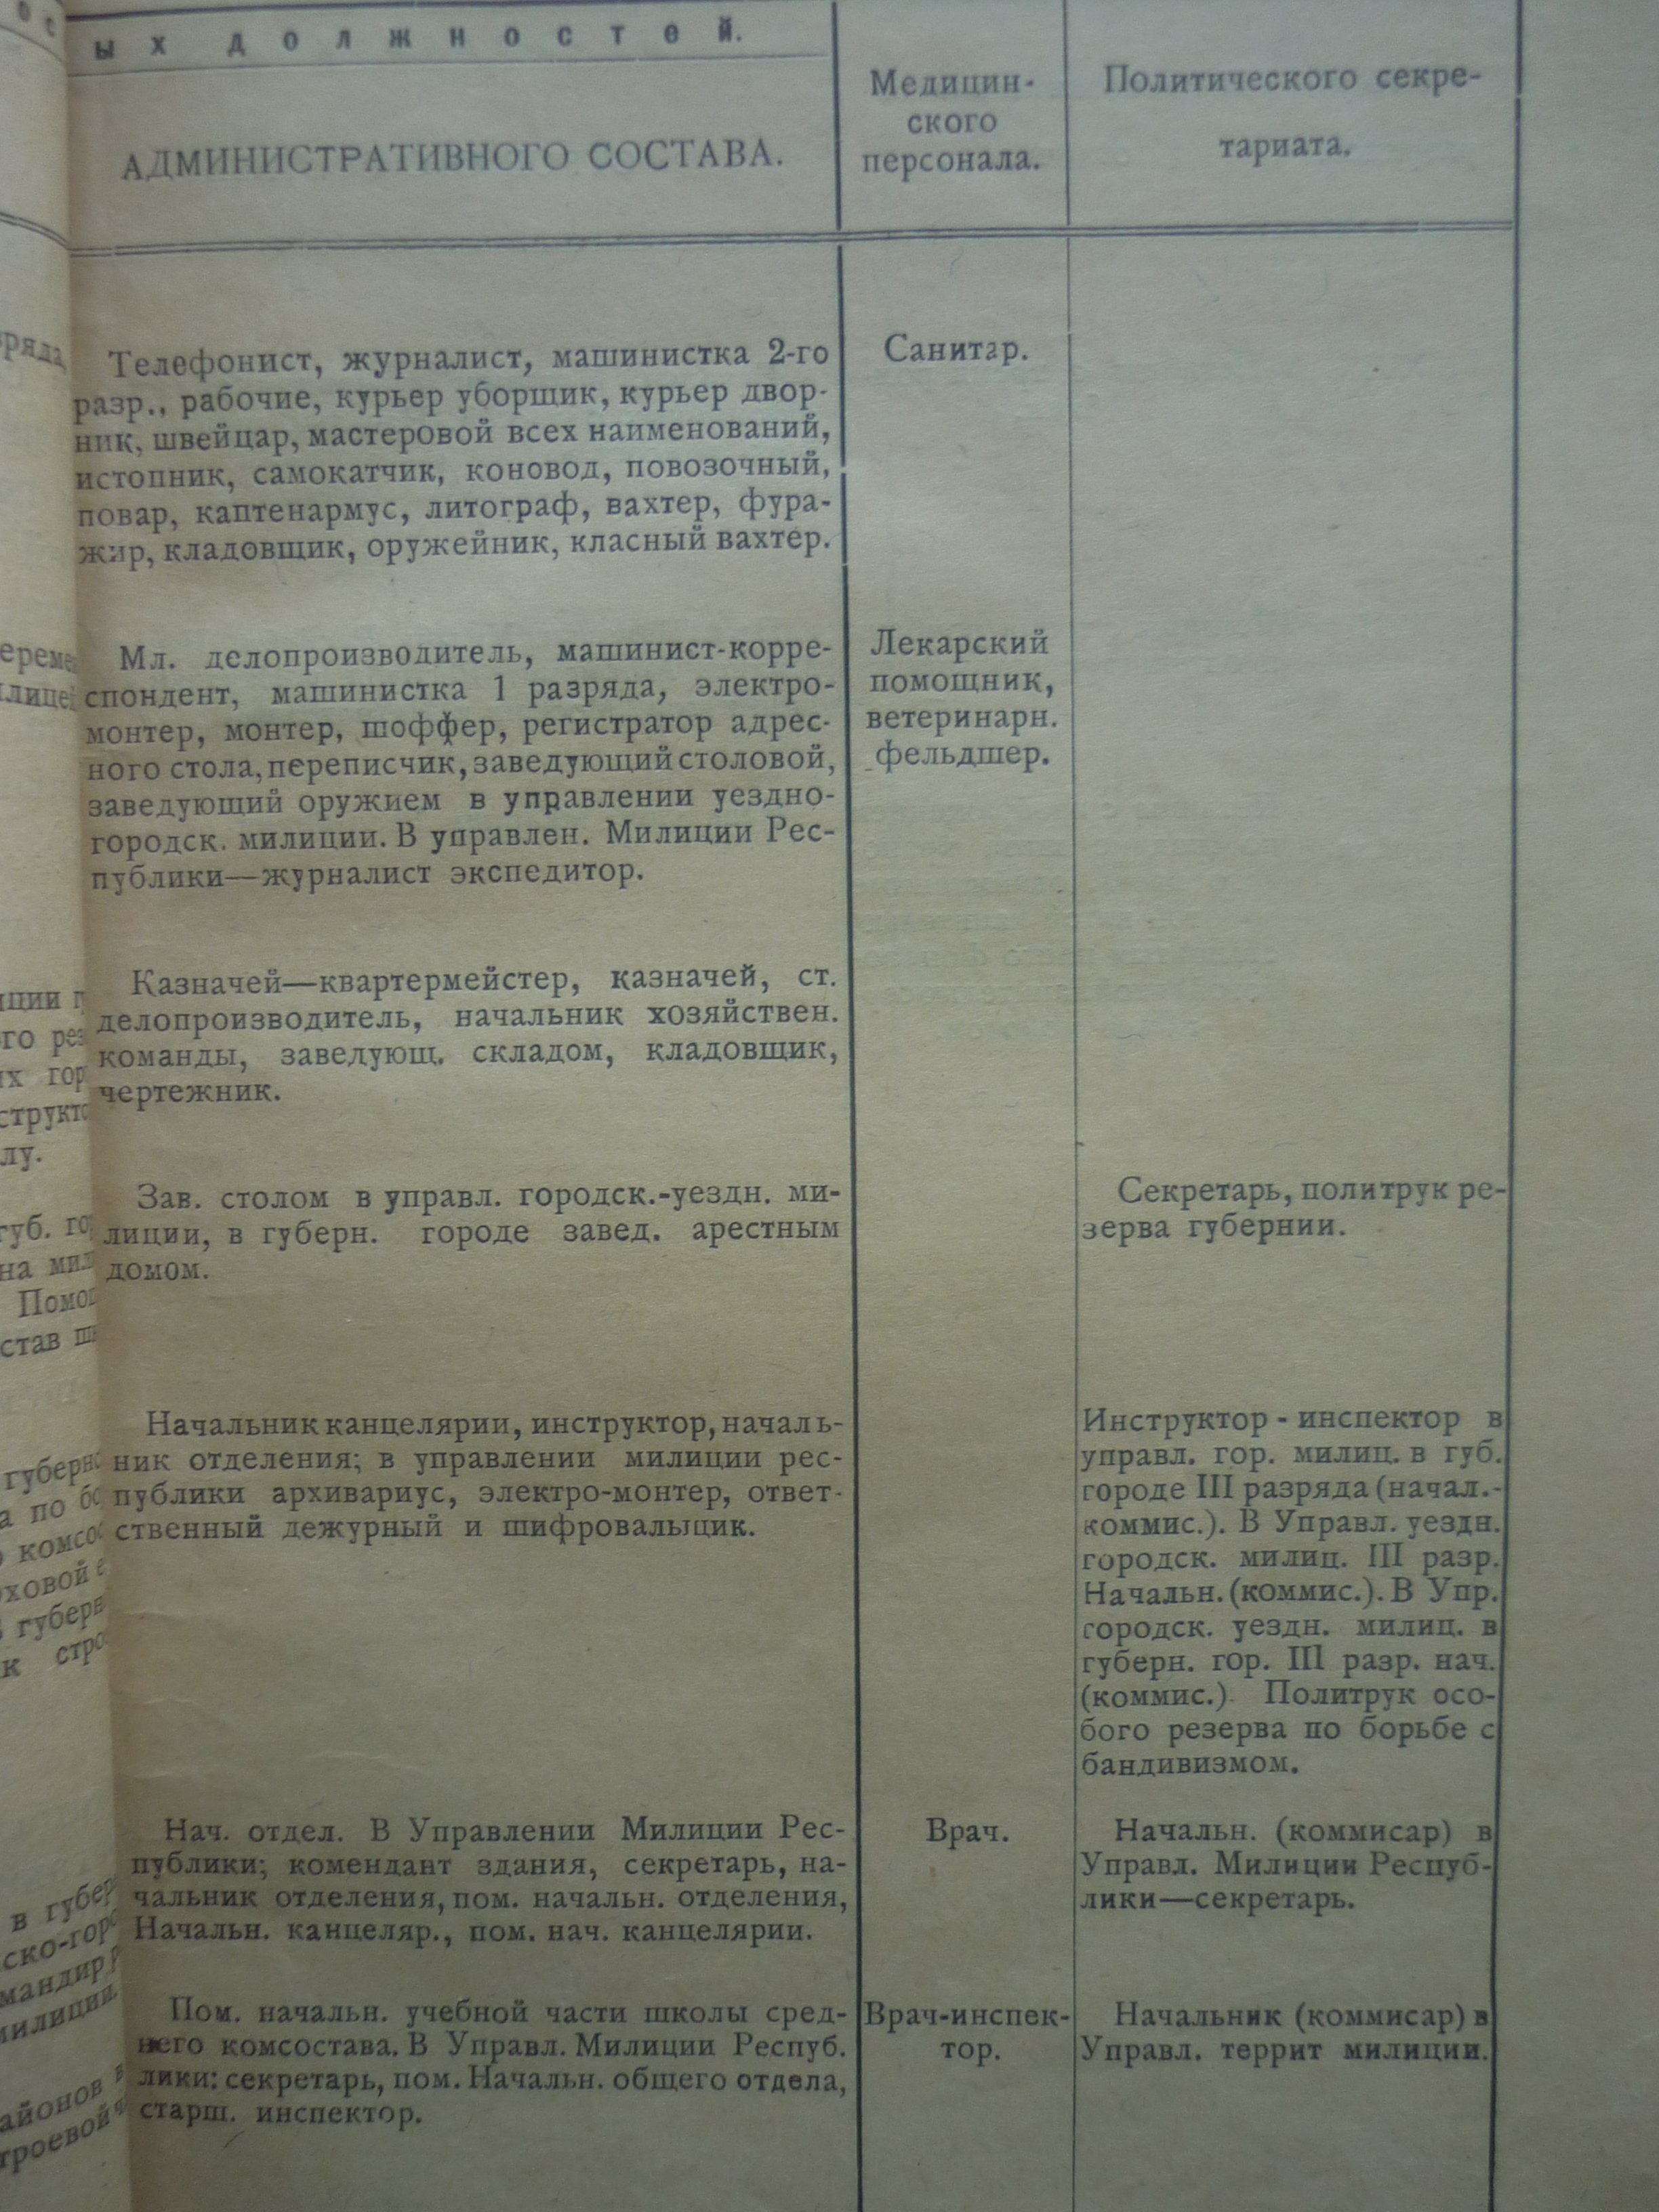 ых должностей.
АДМИНИСТРАТИВНОГО СОСТАВА.
Медицин-
ского
персонала.
Политического секре-
тариата.
Телефонист, журналист, машинистка 2-го
разр., рабочие, курьер уборщик, курьер двор-
ник, швейцар, мастеровой всех наименований,
истопник, самокатчик, коновод, повозочный,
повар, каптенармус, литограф, вахтер, фура-
жир, кладовщик, оружейник, класный вахтер.
Санитар.
Мл. делопроизводитель, машинист-корре-
спондент, машинистка 1 разряда, электро-
монтер, монтер, шоффер, регистратор адрес-
ного стола, переписчик, заведующий столовой,
заведующий оружием в управлении уездно-
городск. милиции. В управлен. Милиции Рес-
публики—журналист экспедитор.
Лекарский
помощник,
ветеринарн.
фельдшер.
Казначей—квартермейстер, казначей, ст.
делопроизводитель, начальник хозяйствен.
команды, заведующ. складом, кладовщик,
чертежник.
Зав. столом в управл. городск.-уездн. ми-
лиции, в губерн. городе завед. арестным
домом.
Секретарь, политрук ре-
зерва губернии.
Начальник канцелярии, инструктор, началь-
ник отделения; в управлении милиции рес-
публики архивариус, электро-монтер, ответ-
ственный дежурный и шифровальщик.
Инструктор - инспектор в
управл. гор. милиц. в губ.
городе III разряда (начал.-
коммис.). В Управл. уездн.
городск. милиц. III разр.
Начальн. (коммис.). В Упр.
городск. уездн. милиц. в
губерн. гор. III разр. нач.
(коммис.). Политрук осо-
бого резерва по борьбе с
бандивизмом.
Нач. отдел. В Управлении Милиции Рес-
публики; комендант здания, секретарь, на-
чальник отделения, пом. начальн. отделения,
Начальн. канцеляр., пом. нач. канцелярии.
Врач.
Начальн. (коммисар) в
Управл. Милиции Респуб-
лики—секретарь.
Пом. начальн. учебной части школы сред-
него комсостава. В Управл. Милиции Респуб.
лики: секретарь, пом. Начальн. общего отдела,
старш. инспектор.
Врач-инспек-
тор.
Начальник (коммисар) в
Управл. террит милиции.